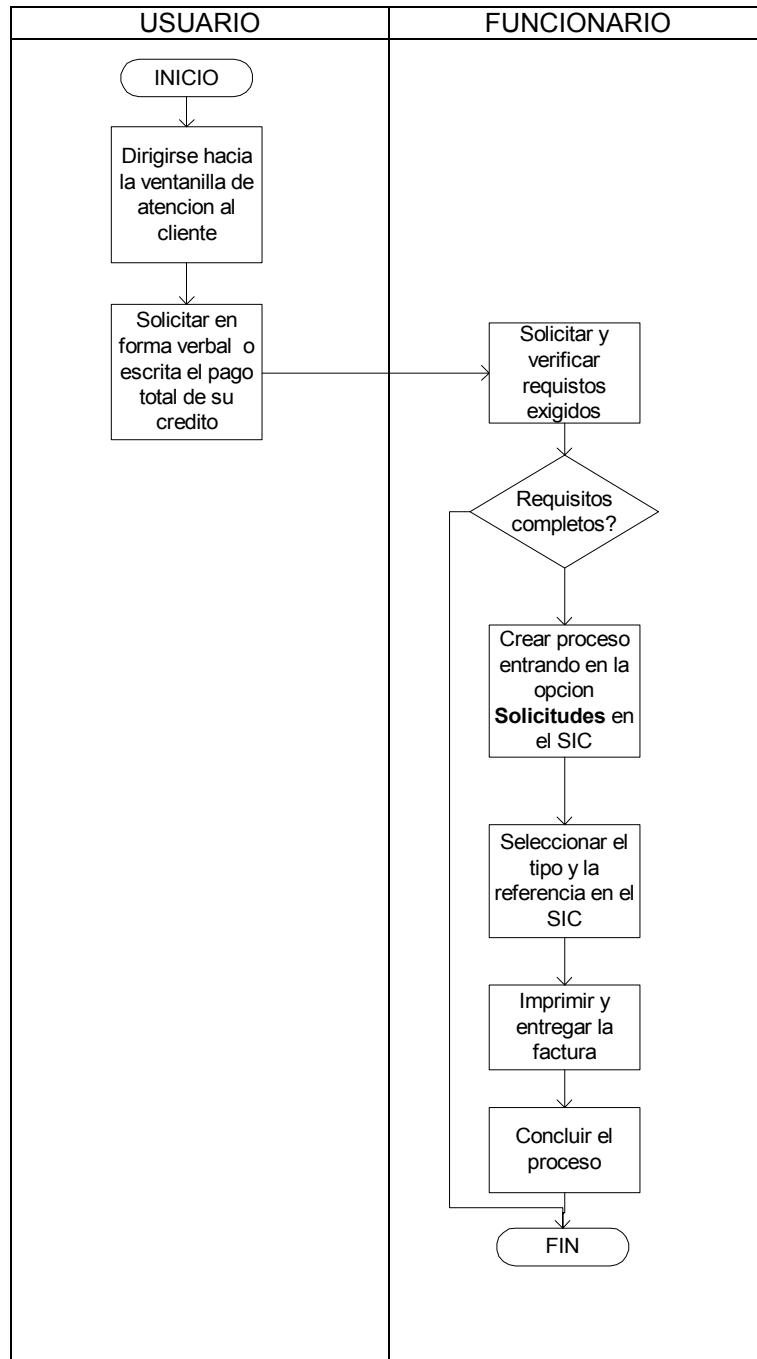 USUARIO
FUNCIONARIO
INICIO
Dirigirse hacia
la ventanilla de
atencion al
cliente
Solicitar en
forma verbal o
escrita el pago
total de su
credito
Solicitar y
verificar
requistos
exigidos
Requisitos
completos?
Crear proceso
entrando en la
opcion
Solicitudes en
el SIC
Seleccionar el
tipo y la
referencia en el
SIC
Imprimir y
entregar la
factura
Concluir el
proceso
FIN